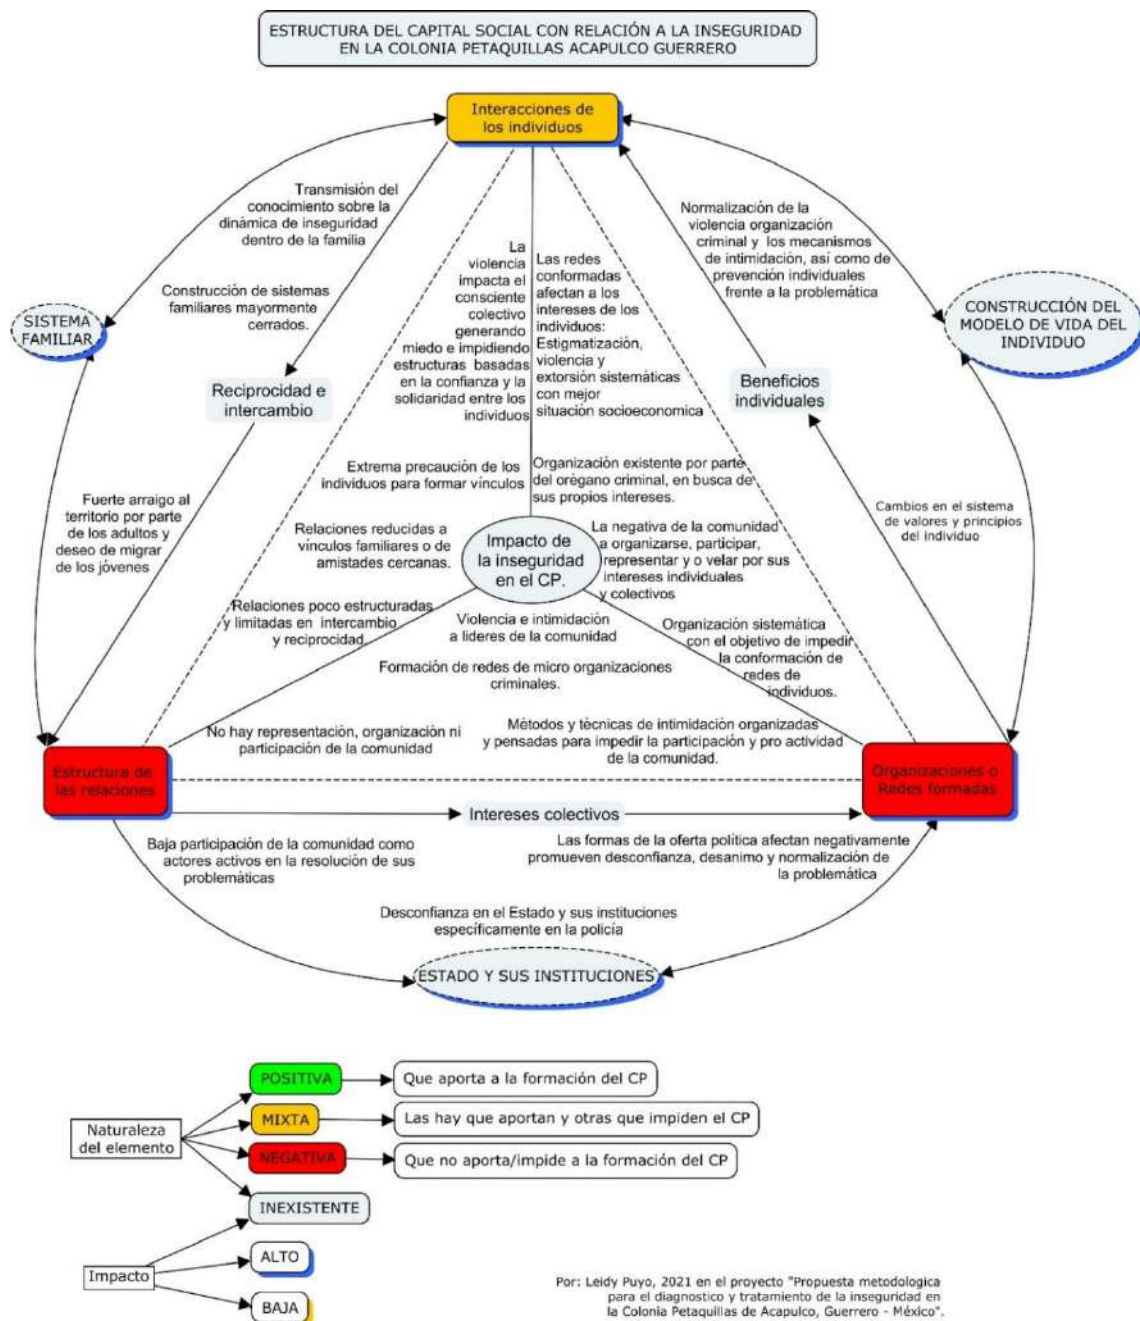 ESTRUCTURA DEL CAPITAL SOCIAL CON RELACIÓN A LA INSEGURIDAD
EN LA COLONIA PETAQUILLAS ACAPULCO GUERRERO
Interacciones de
los individuos
Transmisión del
conocimiento sobre la
dinámica de inseguridad
dentro de la familia
Construcción de sistemas
familiares mayormente
cerrados.
SISTEMA
FAMILIAR
Reciprocidad e
intercambio
Fuerte arraigo al
territorio por parte
de los adultos y
deseo de migrar
de los jóvenes
La
violencia
impacta el
consciente
colectivo
generando
miedo e impidiendo
estructuras basadas
en la confianza y la
solidaridad entre los
individuos
Las redes
conformadas
afectan a los
intereses de los
individuos:
Estigmatización,
violencia y
extorsión sistemáticas
con mejor
situación socioeconomica
Normalización de la
violencia organización
criminal y los mecanismos
de intimidación, así como de
prevención individuales
frente a la problemática
CONSTRUCCIÓN DEL
MODELO DE VIDA DEL
INDIVIDUO
Beneficios
individuales
Cambios en el sistema
de valores y principios
del individuo
Extrema precaución de los
individuos para formar vínculos
Organización existente por parte
del orégano criminal, en busca de
sus propios intereses.
Relaciones reducidas a
vínculos familiares o de
amistades cercanas.
Impacto de
la inseguridad
en el CP.
La negativa de la comunidad
a organizarse, participar,
representar y o velar por sus
intereses individuales
y colectivos
Relaciones poco estructuradas
y limitadas en intercambio
y reciprocidad.
Violencia e intimidación
a lideres de la comunidad
Organización sistemática
con el objetivo de impedir
la conformación de
redes de
individuos.
Formación de redes de micro organizaciones
criminales.
No hay representación, organización ni
participación de la comunidad
Métodos y técnicas de intimidación organizadas
y pensadas para impedir la participación y pro actividad
de la comunidad.
Estructura de
las relaciones
Organizaciones o
Redes formadas
Intereses colectivos
Baja participación de la comunidad como
actores activos en la resolución de sus
problemáticas
Las formas de la oferta política afectan negativamente
promueven desconfianza, desanimo y normalización de
la problemática
Desconfianza en el Estado y sus instituciones
específicamente en la policía
ESTADO Y SUS INSTITUCIONES
Naturaleza
del elemento
POSITIVA
Que aporta a la formación del CP
MIXTA
Las hay que aportan y otras que impiden el CP
NEGATIVA
Que no aporta/impide a la formación del CP
INEXISTENTE
Impacto
ALTO
BAJA
Por: Leidy Puyo, 2021 en el proyecto "Propuesta metodologica
para el diagnostico y tratamiento de la inseguridad en
la Colonia Petaquillas de Acapulco, Guerrero - México".